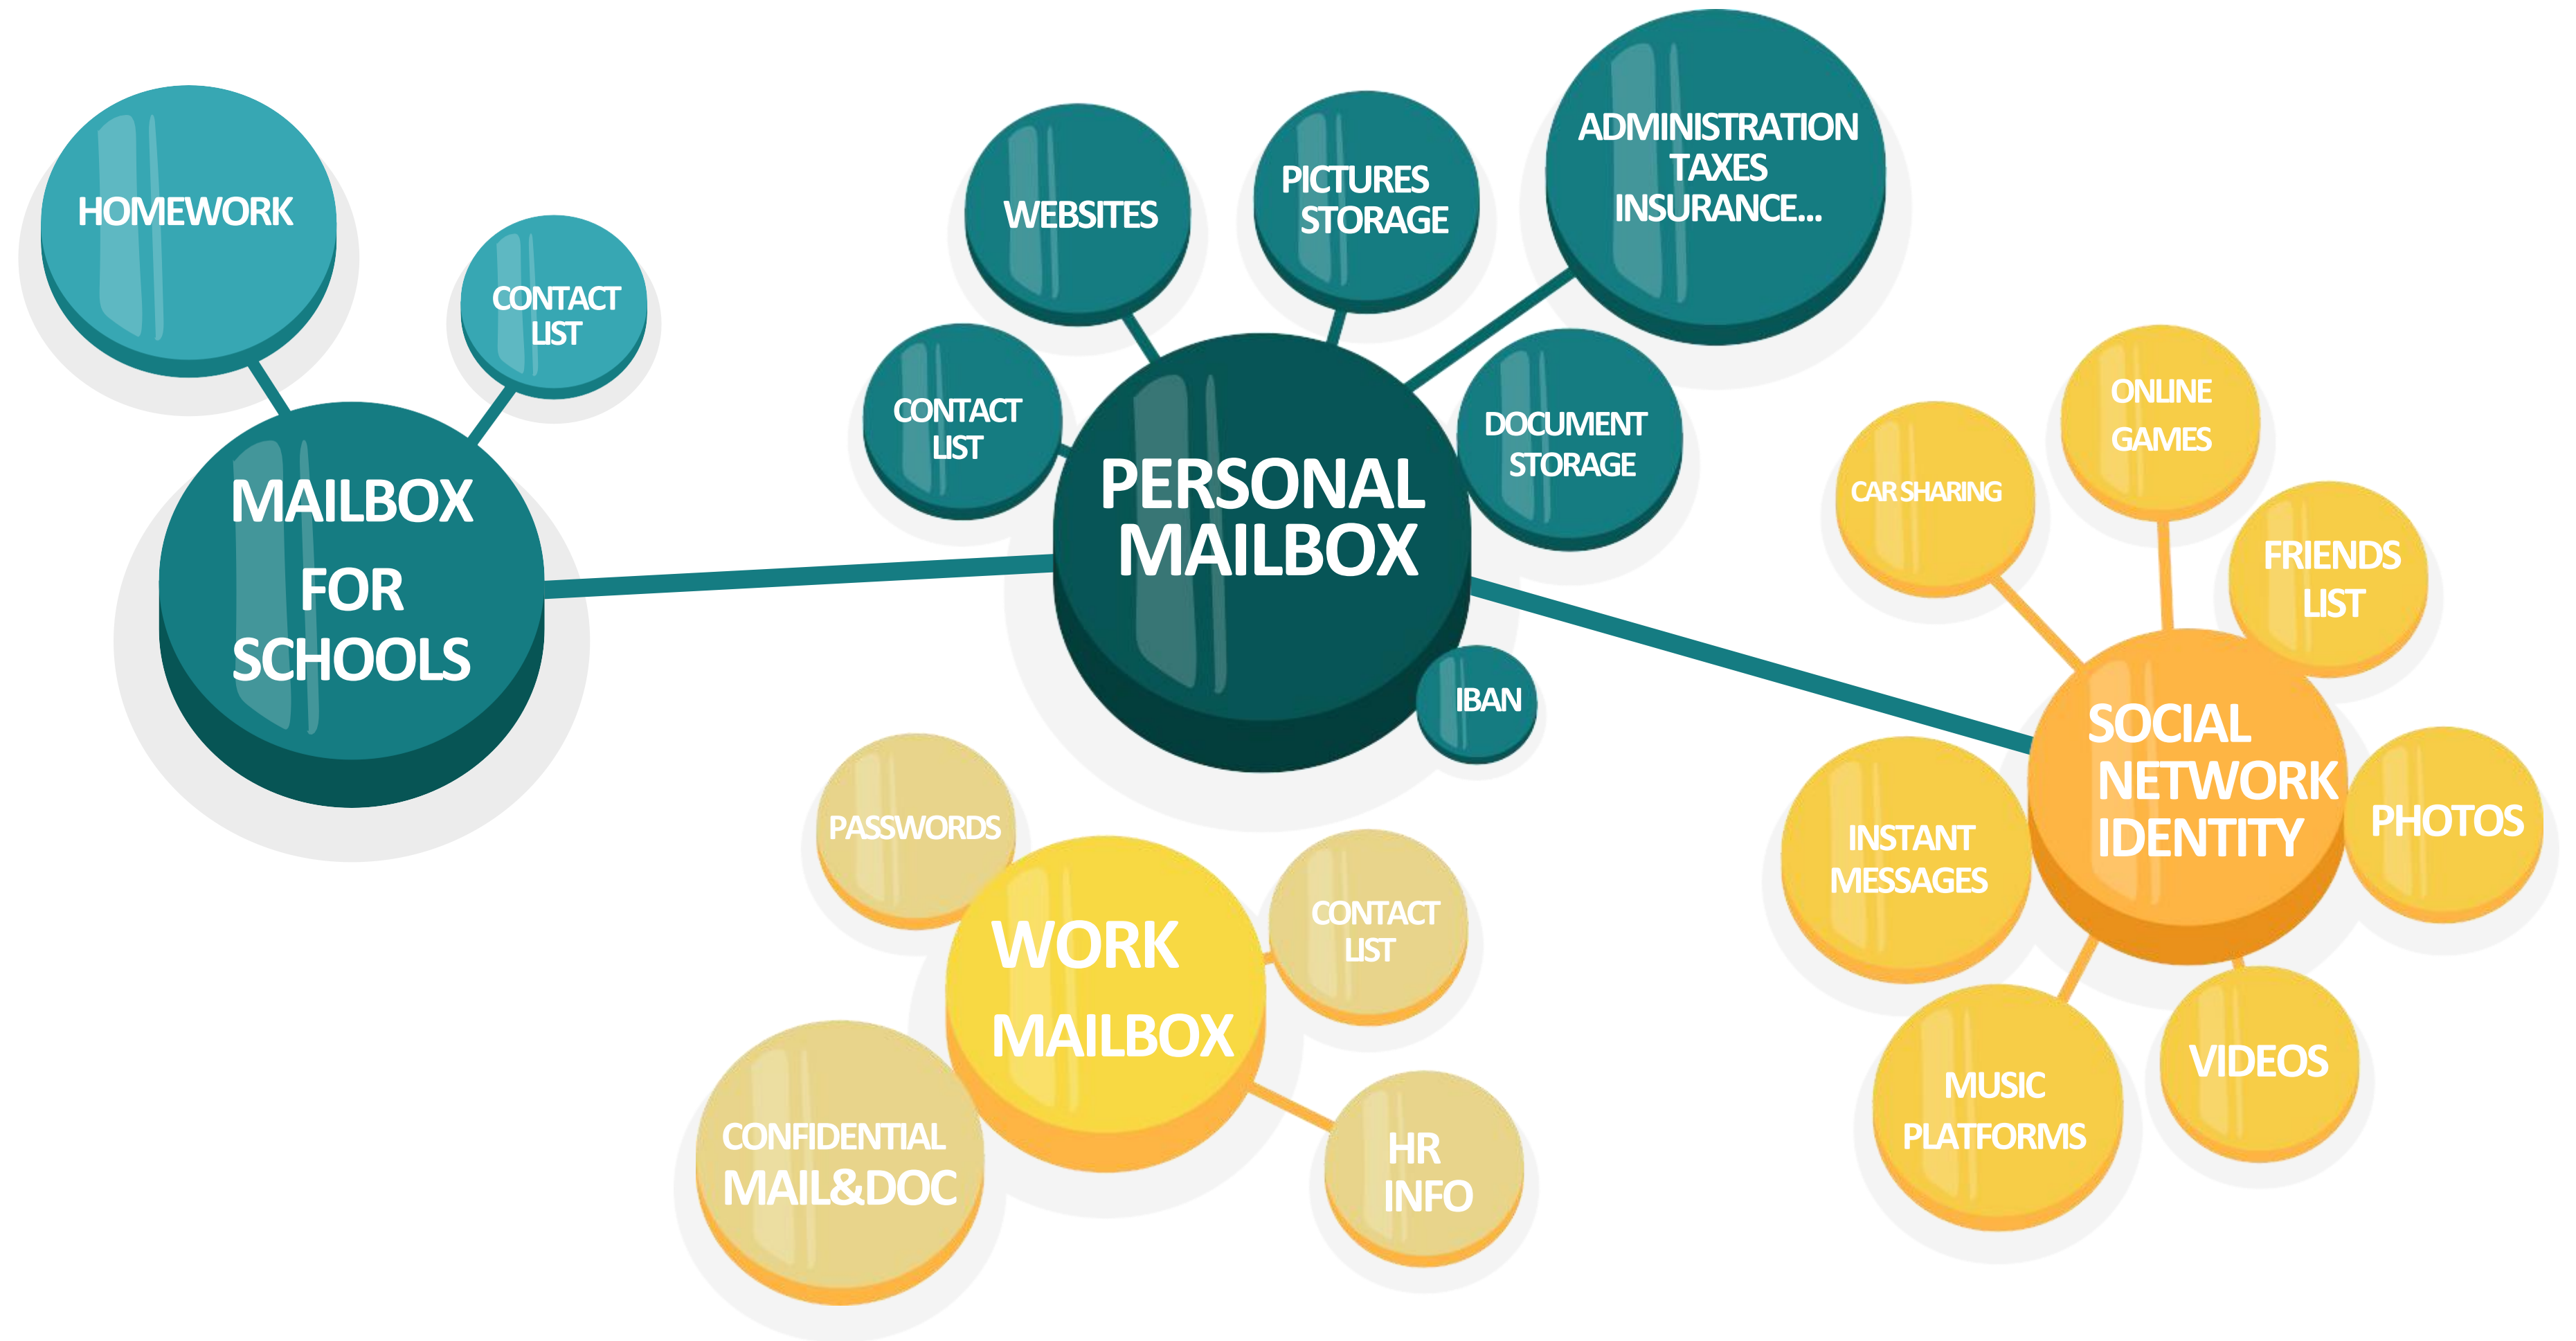 HOMEWORK
CONTACT
LIST
MAILBOX
FOR
SCHOOLS
WEBSITES
PICTURES
STORAGE
ADMINISTRATION
TAXES
INSURANCE...
CONTACT
LIST
DOCUMENT
STORAGE
PERSONAL
MAILBOX
IBAN
PASSWORDS
WORK
MAILBOX
CONTACT
LIST
CONFIDENTIAL
MAIL&DOC
HR
INFO
CAR SHARING
ONLINE
GAMES
FRIENDS
LIST
SOCIAL
NETWORK
IDENTITY
PHOTOS
INSTANT
MESSAGES
MUSIC
PLATFORMS
VIDEOS